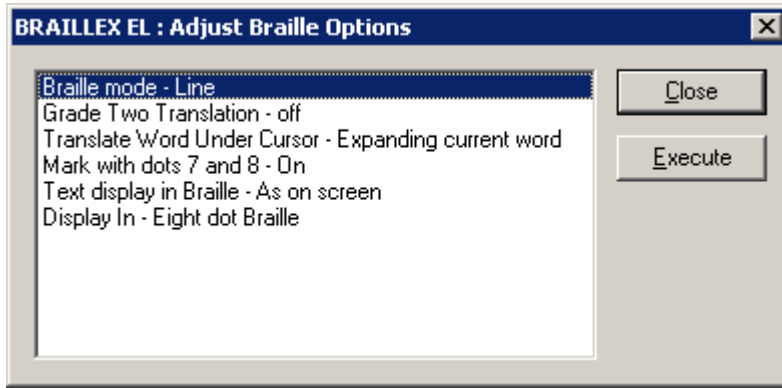 BRAILLEX EL : Adjust Braille Options
Braille mode - Line
Grade Two Translation - off
Translate Word Under Cursor - Expanding current word
Mark with dots 7 and 8 - On
Text display in Braille - As on screen
Display In - Eight dot Braille
Close
Execute